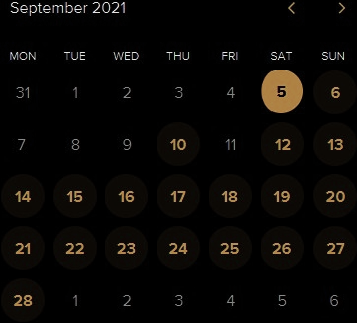 September 2021 < >
MON TUE WED THU FRI SAT SUN
31 1 2 3 4 5 6
7 8 9 10 11 12 13
14 15 16 17 18 19 20
21 22 23 24 25 26 27
28 1 2 3 4 5 6